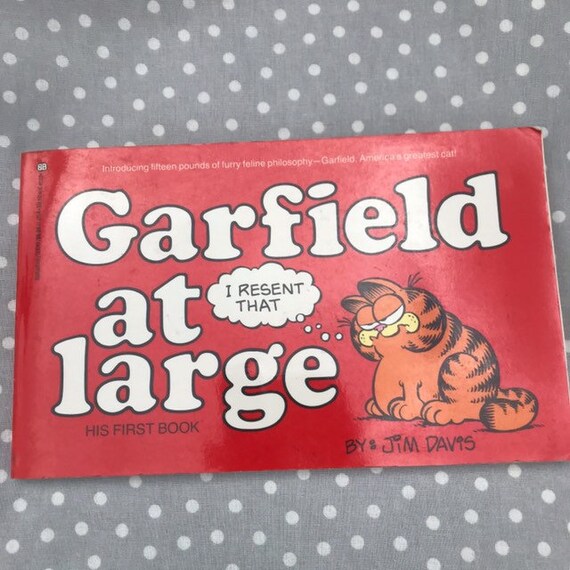 Introducing fifteen pounds of furry feline philosophy—Garfield, America's greatest cat!
Garfield
at
large
I RESENT
THAT
HIS FIRST BOOK
BY: JIM DAVIS